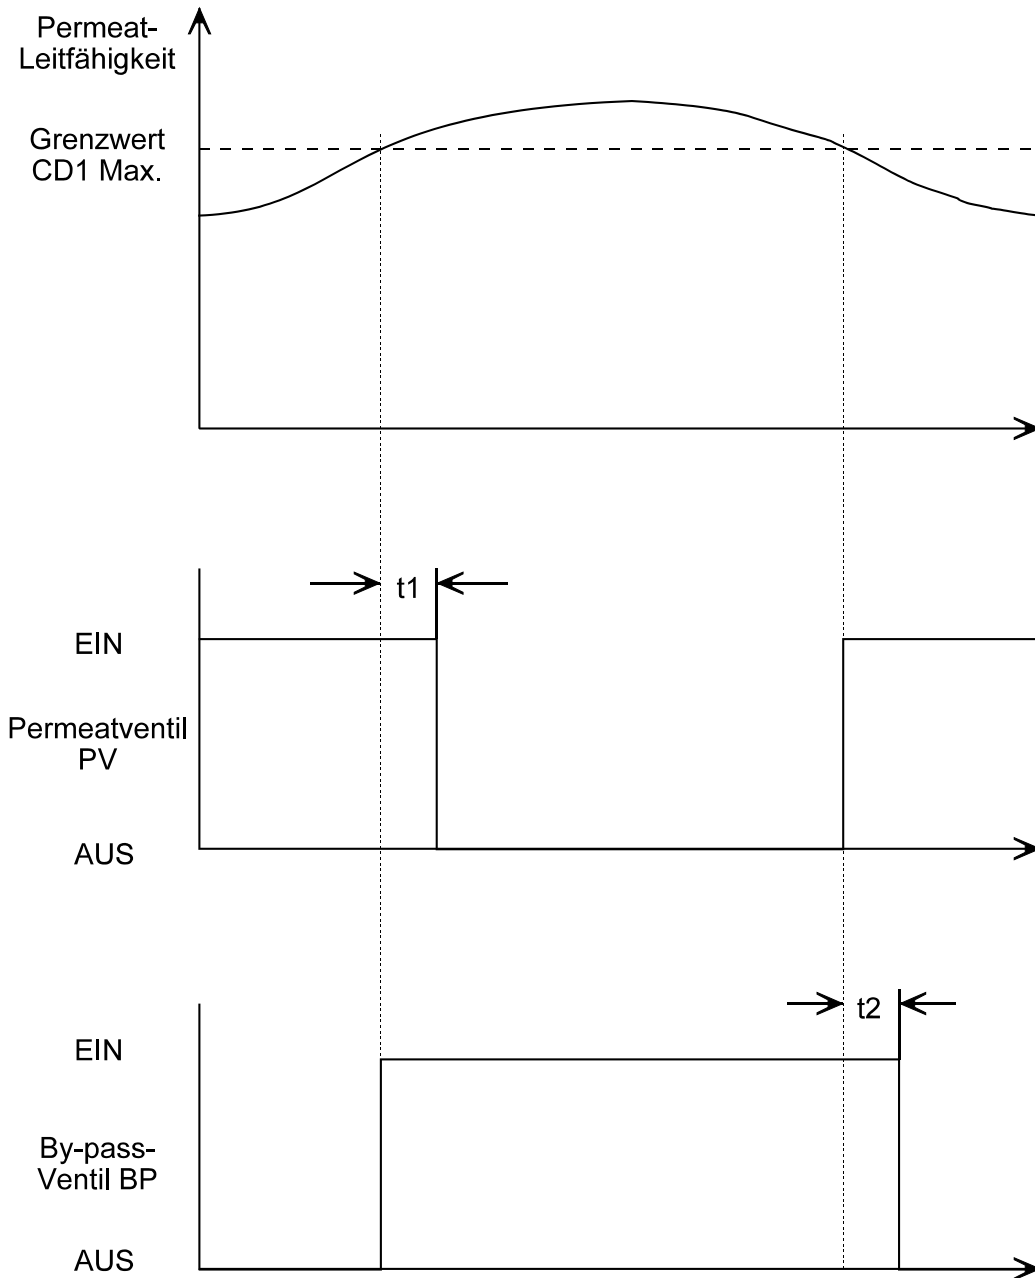 Permeat-
Leitfähigkeit
Grenzwert
CD1 Max.
t1
EIN
Permeatventil
PV
AUS
t2
EIN
By-pass-
Ventil BP
AUS